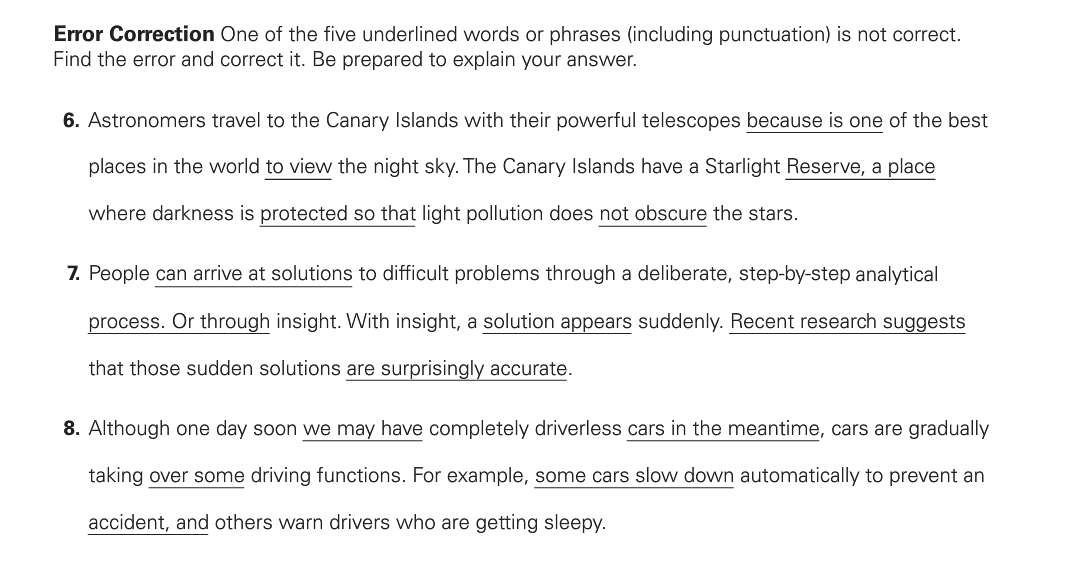 Error Correction One of the five underlined words or phrases (including punctuation) is not correct.
Find the error and correct it. Be prepared to explain your answer.
6. Astronomers travel to the Canary Islands with their powerful telescopes because is one of the best
places in the world to view the night sky. The Canary Islands have a Starlight Reserve, a place
where darkness is protected so that light pollution does not obscure the stars.
7. People can arrive at solutions to difficult problems through a deliberate, step-by-step analytical
process. Or through insight. With insight, a solution appears suddenly. Recent research suggests
that those sudden solutions are surprisingly accurate.
8. Although one day soon we may have completely driverless cars in the meantime, cars are gradually
taking over some driving functions. For example, some cars slow down automatically to prevent an
accident, and others warn drivers who are getting sleepy.